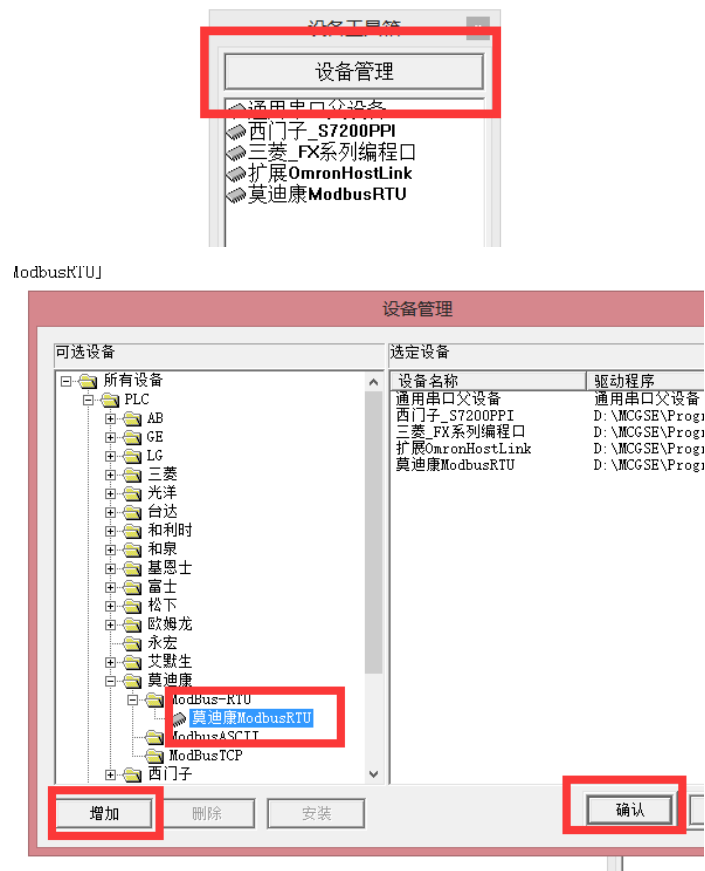 设备工具箱
设备管理
通用串口父设备
西门子_S7200PPI
三菱_FX系列编程口
扩展OmronHostLink
莫迪康ModbusRTU
ModbusRTU」
设备管理
可选设备
选定设备
所有设备
设备名称
驱动程序
PLC
通用串口父设备
通用串口父设备
AB
西门子_S7200PPI
D:\MCGSE\Progr
GE
三菱_FX系列编程口
D:\MCGSE\Progr
LG
扩展OmronHostLink
D:\MCGSE\Progr
三菱
莫迪康ModbusRTU
D:\MCGSE\Progr
光洋
台达
和利时
和泉
基恩士
富士
松下
欧姆龙
永宏
艾默生
莫迪康
ModBus-RTU
莫迪康ModbusRTU
ModbusASCII
ModBusTCP
西门子
增加
删除
安装
确认